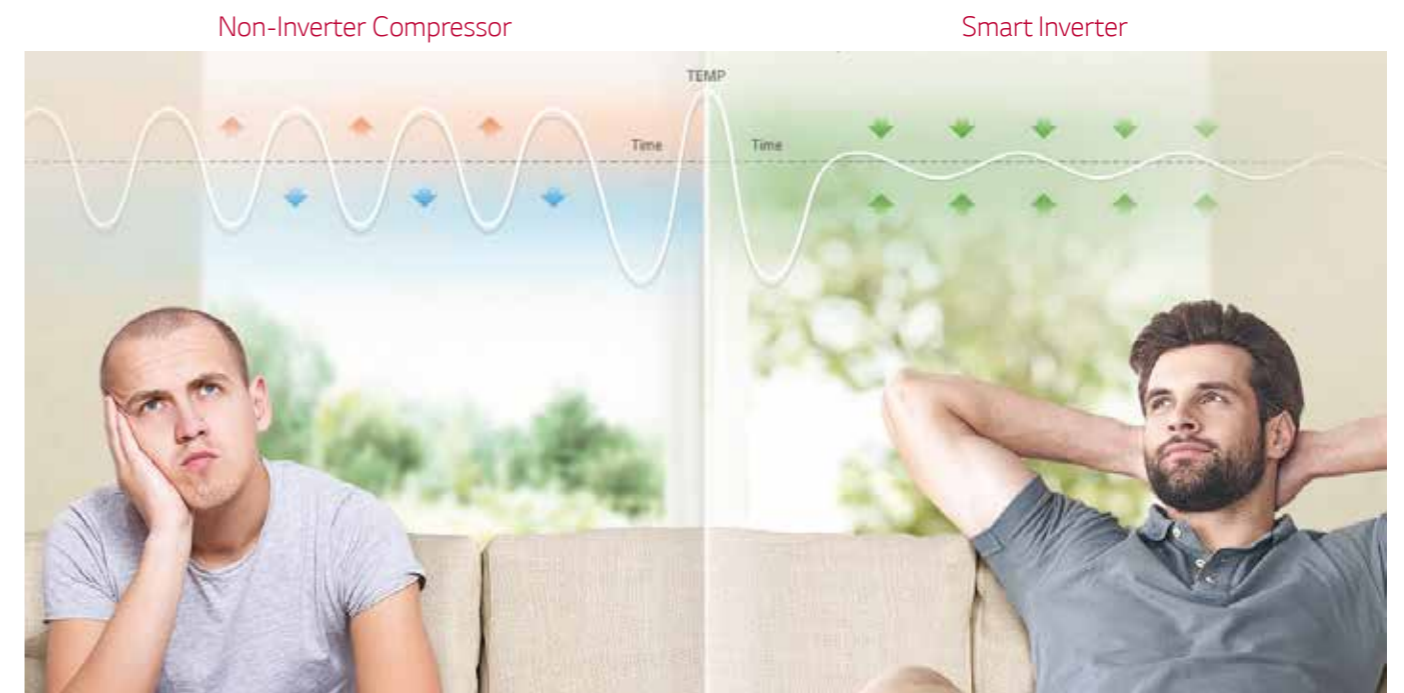 Non-Inverter Compressor
Smart Inverter
TEMP
Time
Time